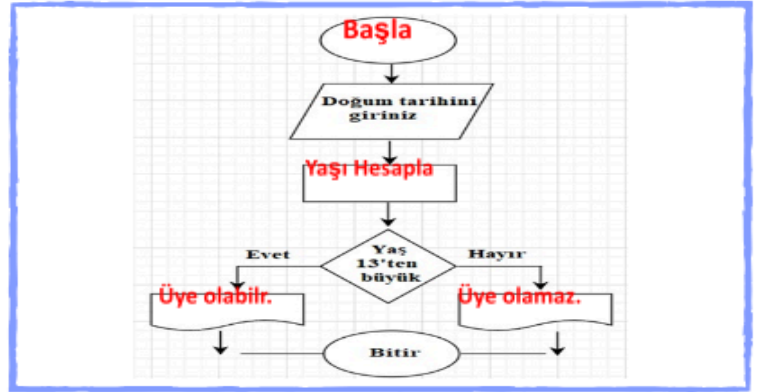 Başla
Doğum tarihini
giriniz
Yaşı Hesapla
Evet
Yaş
13'ten
büyük
Hayır
Üye olabilr.
Üye olamaz.
Bitir